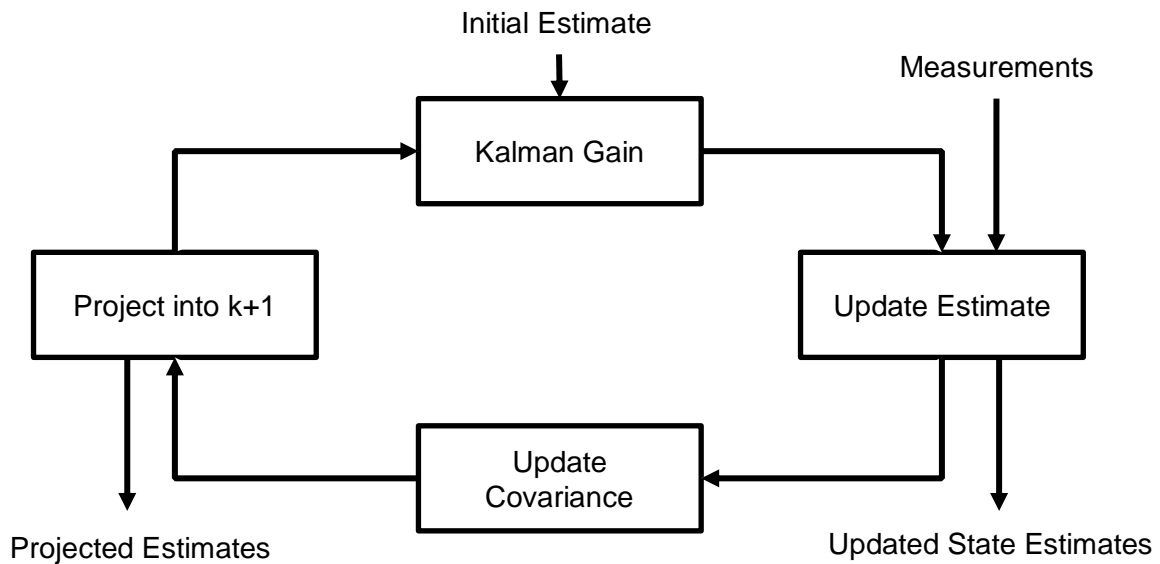 Initial Estimate
Measurements
Kalman Gain
Project into k+1
Update Estimate
Update
Covariance
Projected Estimates
Updated State Estimates